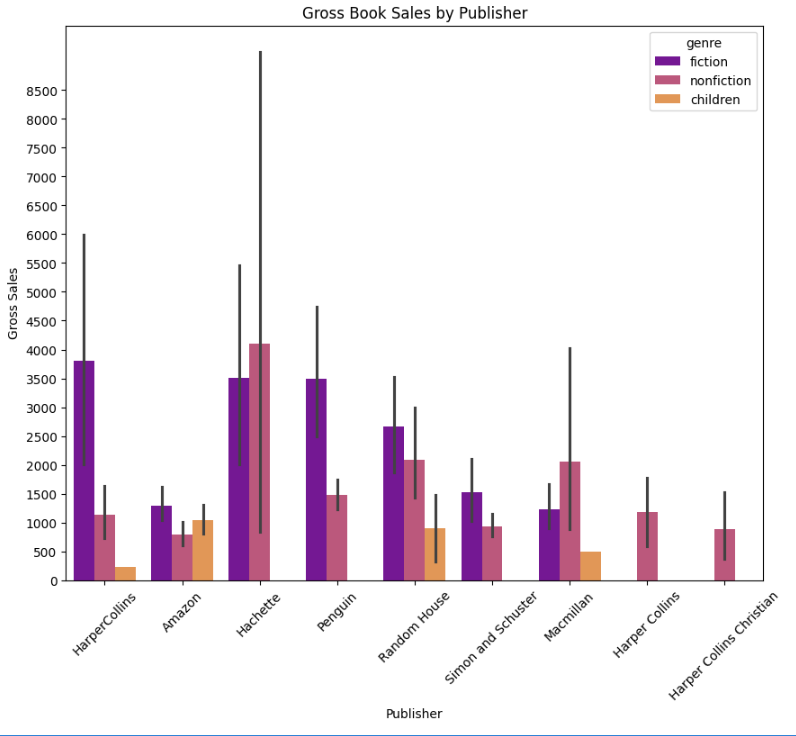 Gross Book Sales by Publisher
genre
fiction
nonfiction
children
8500
8000
7500
7000
6500
6000
5500
5000
4500
4000
3500
3000
2500
2000
1500
1000
500
0
Gross Sales
HarperCollins
Amazon
Hachette
Penguin
Random House
Simon and Schuster
Macmillan
Harper Collins
Harper Collins Christian
Publisher